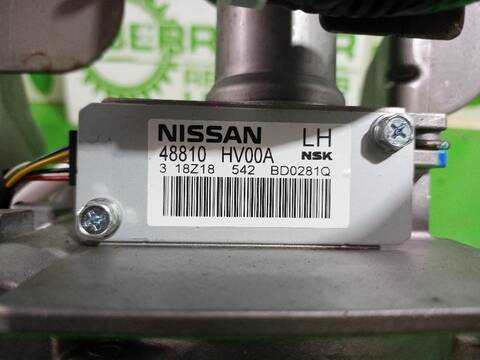 NISSAN LH
48810 HV00A NSK
3 18Z18 542 BD0281Q